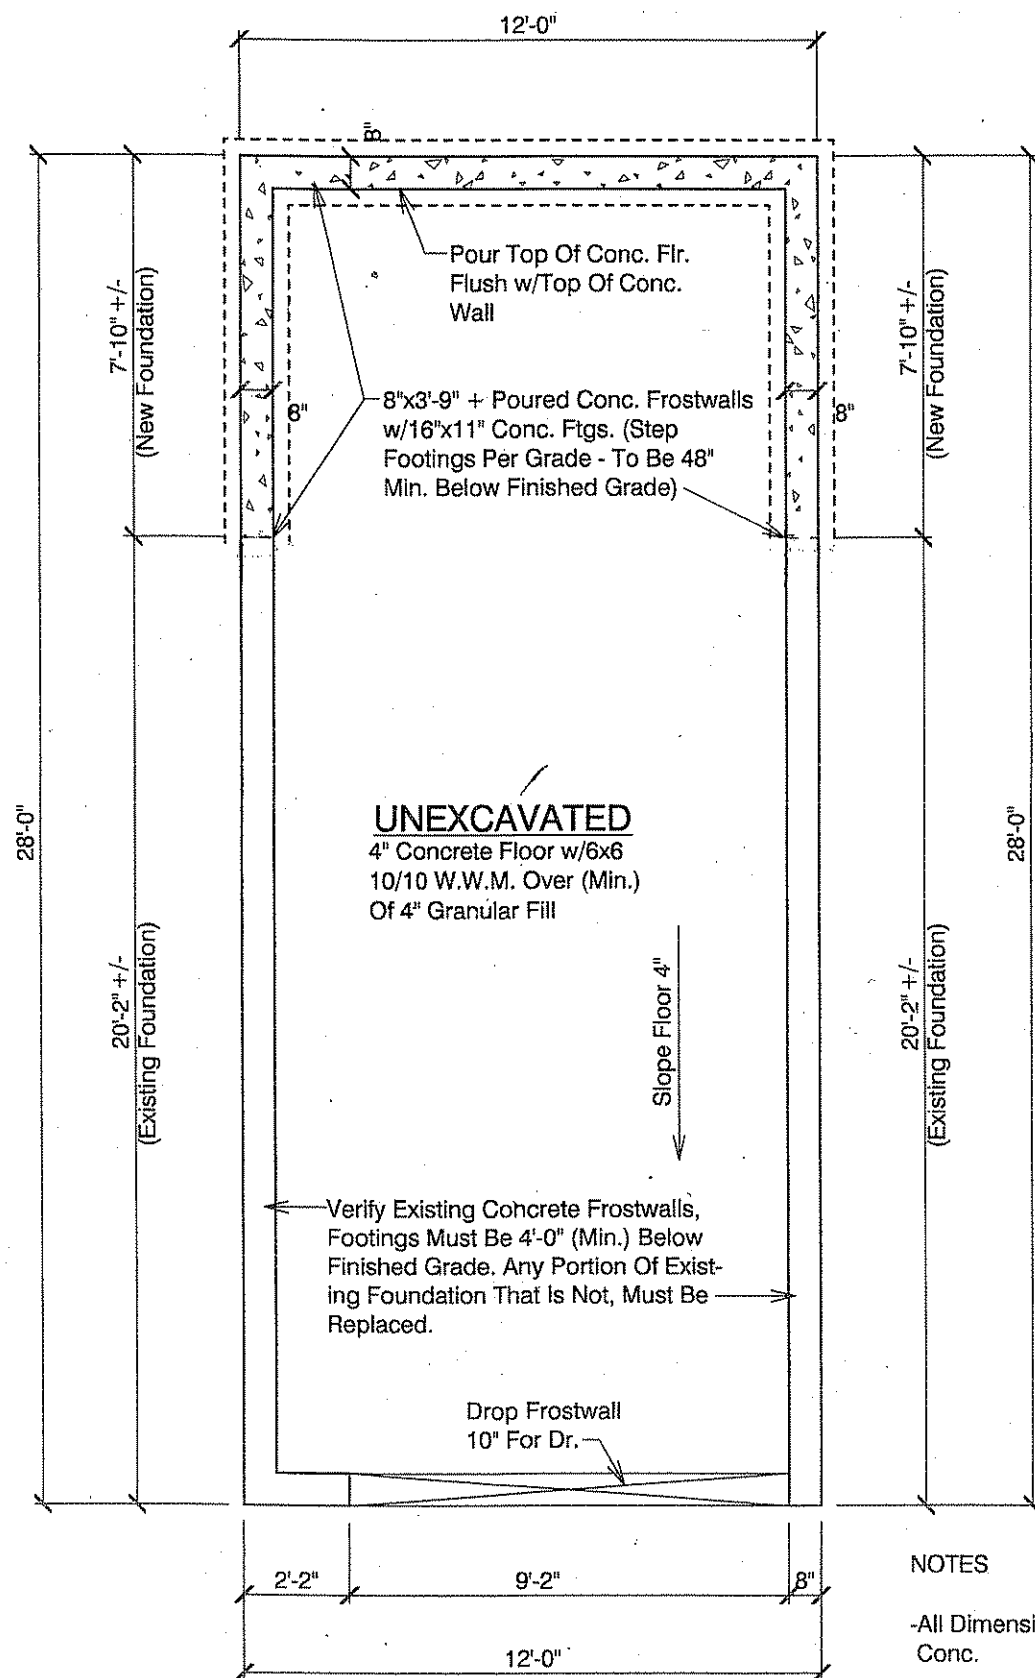 12'-0"
8"
Pour Top Of Conc. Flr.
Flush w/Top Of Conc.
Wall
7'-10" +/-
(New Foundation)
7'-10" +/-
(New Foundation)
8"
8"x3'-9" + Poured Conc. Frostwalls
w/16"x11" Conc. Ftgs. (Step
Footings Per Grade - To Be 48"
Min. Below Finished Grade)
8"
28'-0"
28'-0"
UNEXCAVATED
4" Concrete Floor w/6x6
10/10 W.W.M. Over (Min.)
Of 4" Granular Fill
20'-2" +/-
(Existing Foundation)
Slope Floor 4"
20'-2" +/-
(Existing Foundation)
Verify Existing Concrete Frostwalls,
Footings Must Be 4'-0" (Min.) Below
Finished Grade. Any Portion Of Exist-
ing Foundation That Is Not, Must Be
Replaced.
Drop Frostwall
10" For Dr.
2'-2"
9'-2"
8"
12'-0"
NOTES
-All Dimensi
Conc.